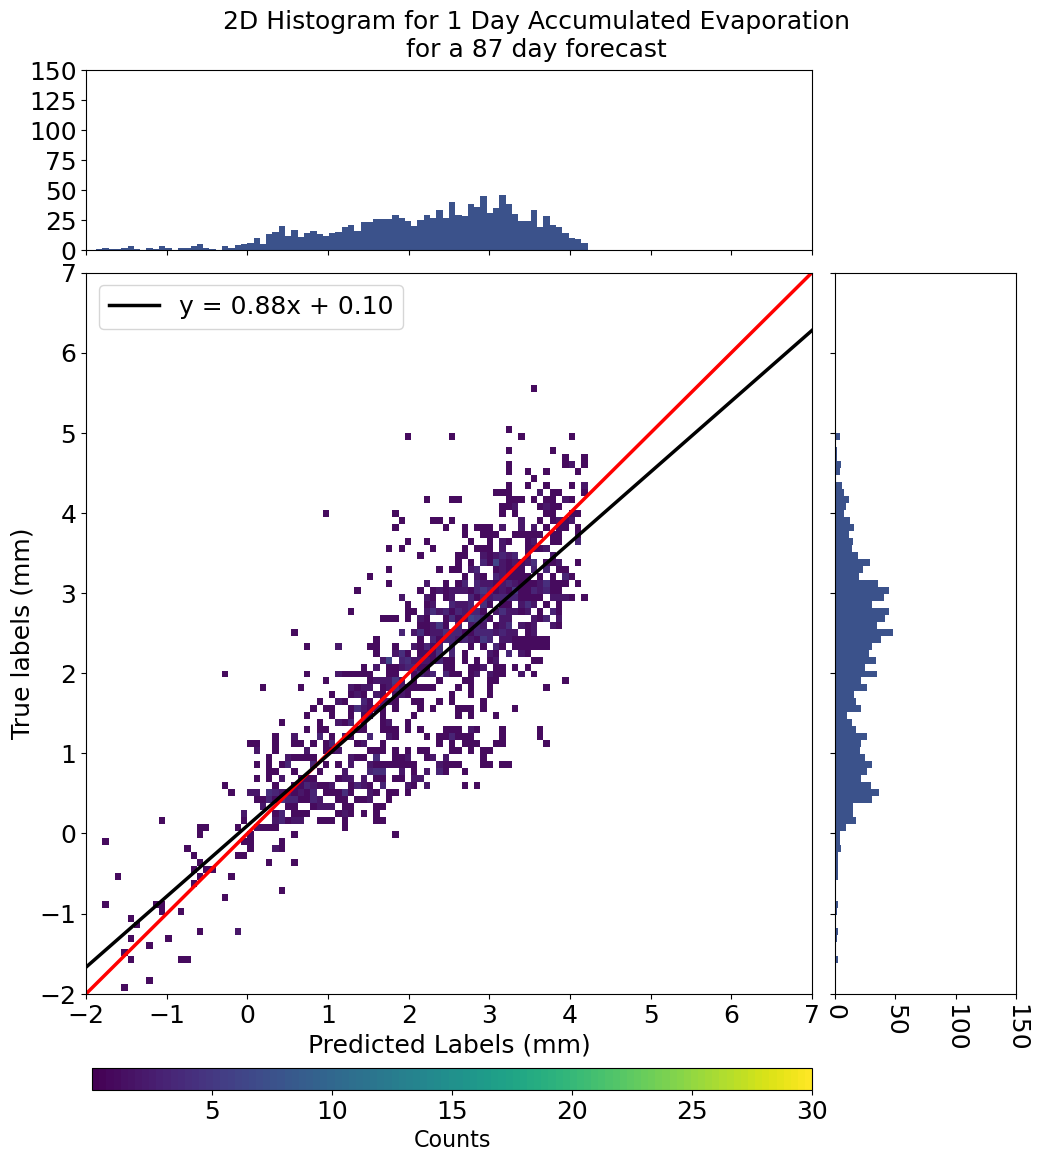 2D Histogram for 1 Day Accumulated Evaporation
for a 87 day forecast
150
125
100
75
50
25
0
7
6
5
4
3
2
1
0
−1
−2
y = 0.88x + 0.10
True labels (mm)
−2 −1 0 1 2 3 4 5 6 7
Predicted Labels (mm)
0 50 100 150
5 10 15 20 25 30
Counts